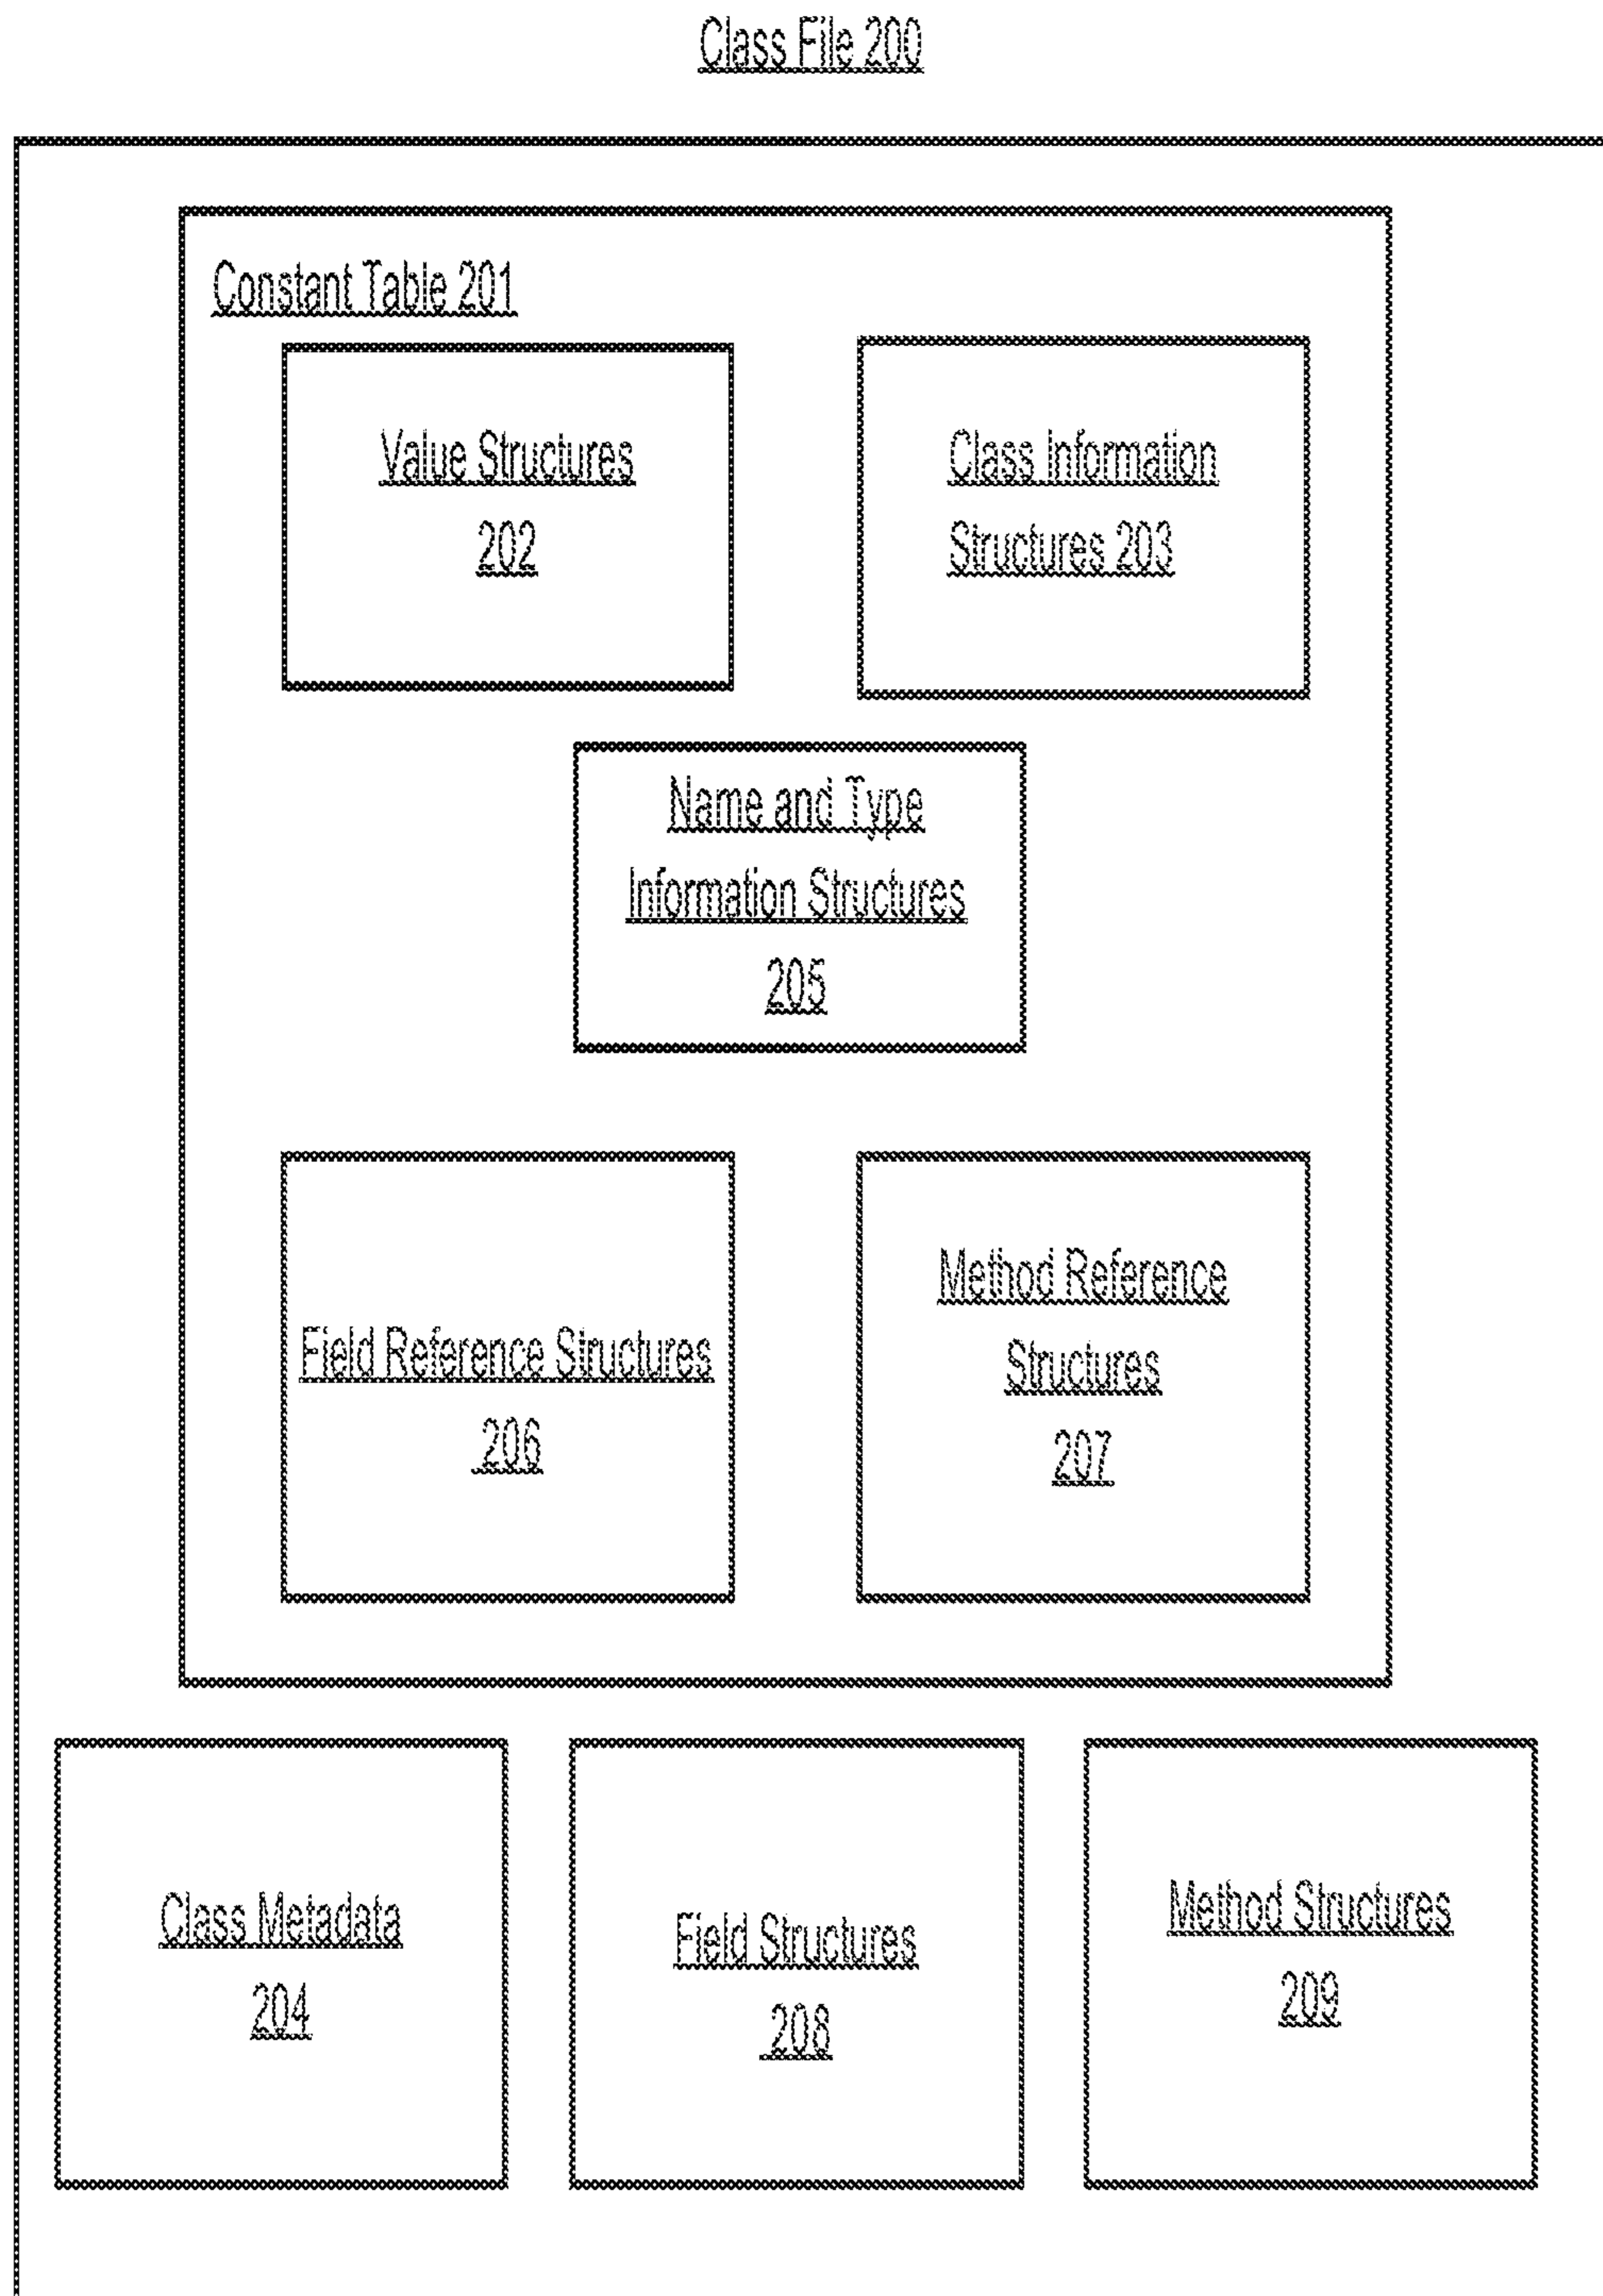 Class File 200
Constant Table 201
Value Structures
202
Class Information
Structures 203
Name and Type
Information Structures
205
Field Reference Structures
206
Method Reference
Structures
207
Class Metadata
204
Field Structures
208
Method Structures
209